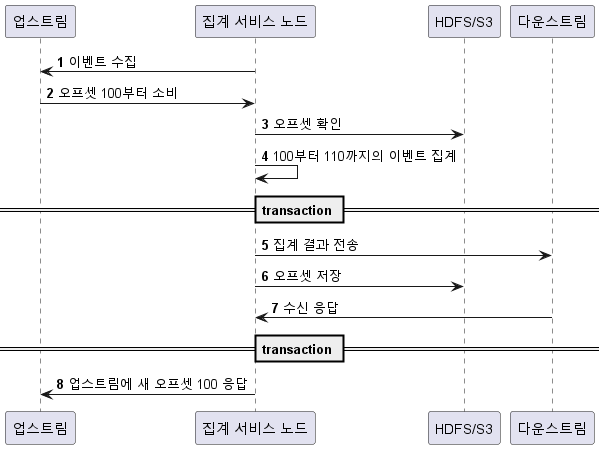 업스트림 집계 서비스 노드 HDFS/S3 다운스트림
1 이벤트 수집
2 오프셋 100부터 소비
3 오프셋 확인
4 100부터 110까지의 이벤트 집계
transaction
5 집계 결과 전송
6 오프셋 저장
7 수신 응답
transaction
8 업스트림에 새 오프셋 100 응답
업스트림 집계 서비스 노드 HDFS/S3 다운스트림